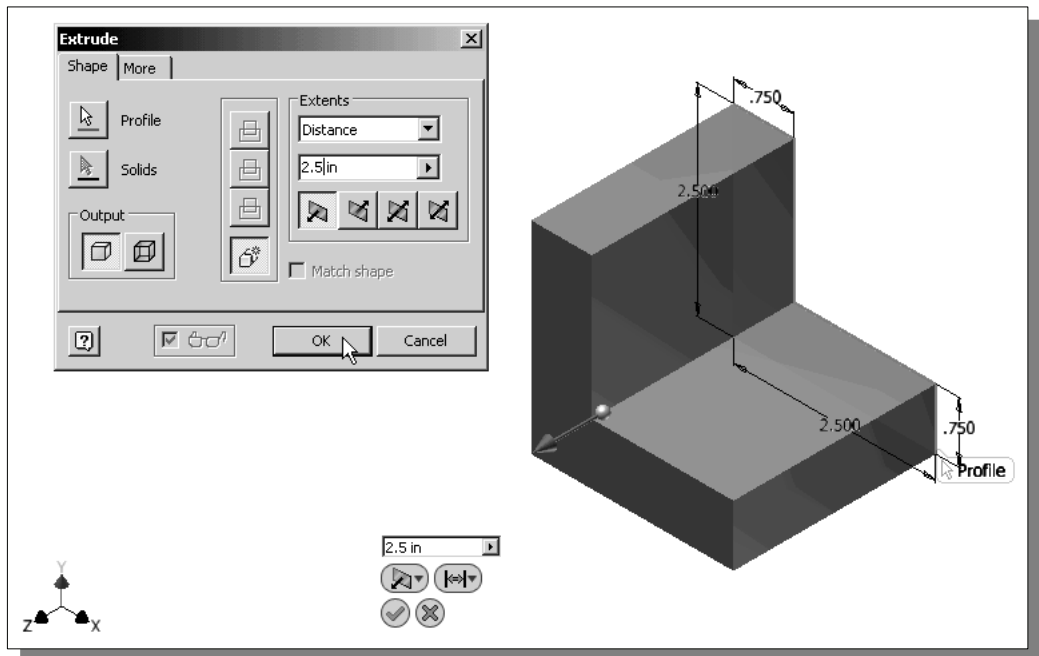 Extrude
Shape
More
Profile
Solids
Output
Extents
Distance
2.5 in
Match shape
OK
Cancel
.750
2.500
2.500
.750
Profile
2.5 in
Y
Z
X